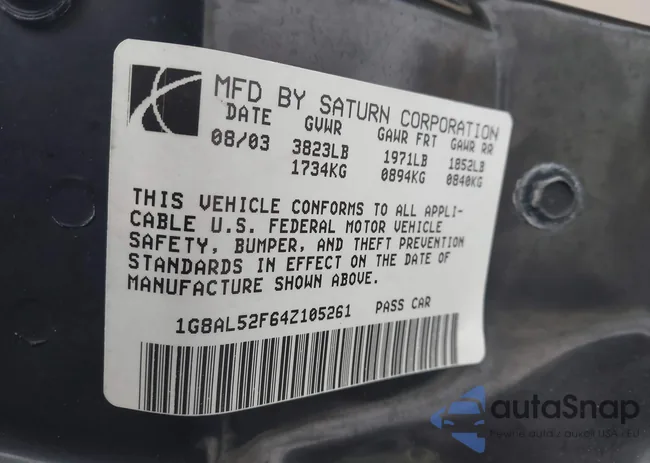 MFD BY SATURN CORPORATION
DATE GVWR GAWR FRT GAWR RR
08/03 3823LB 1971LB 1852LB
1734KG 0894KG 0840KG
THIS VEHICLE CONFORMS TO ALL APPLI-
CABLE U.S. FEDERAL MOTOR VEHICLE
SAFETY, BUMPER, AND THEFT PREVENTION
STANDARDS IN EFFECT ON THE DATE OF
MANUFACTURE SHOWN ABOVE.
1G8AL52F64Z105261 PASS CAR
autoSnap